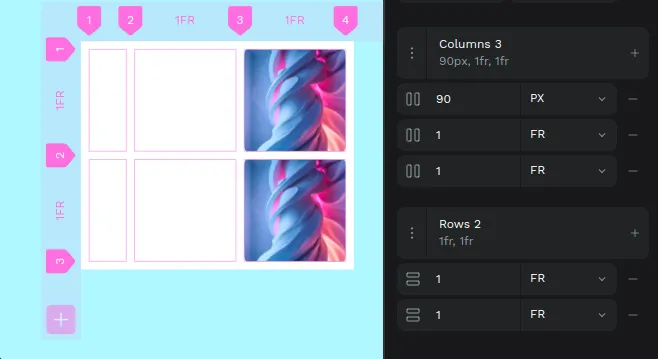 1 2 1FR 3 1FR 4
1
1FR
2
1FR
3
Columns 3
90px, 1fr, 1fr
90 PX
1 FR
1 FR
Rows 2
1fr, 1fr
1 FR
1 FR